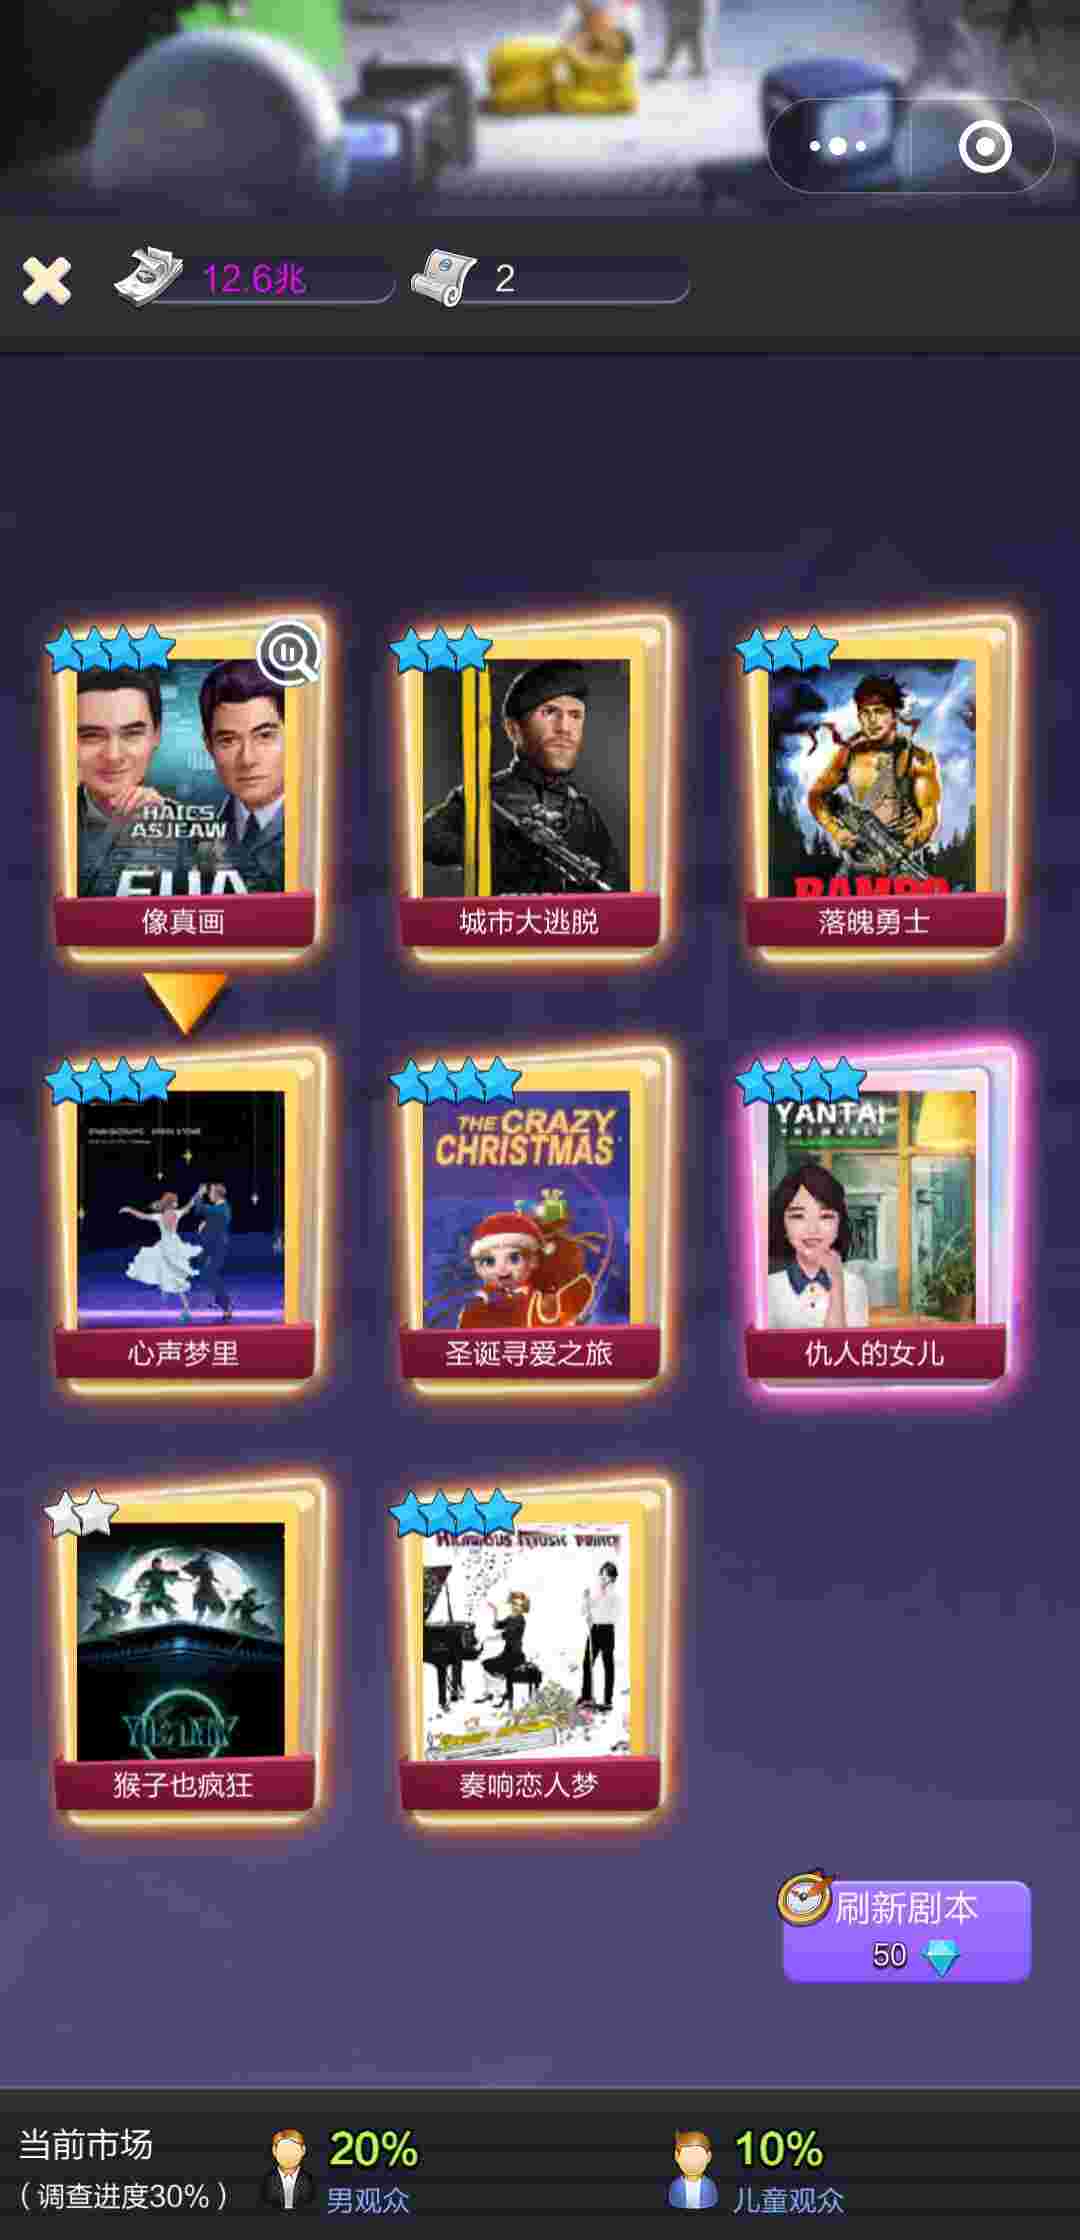 12.6兆
2
HAICS
ASJEAW
像真画
城市大逃脱
RAMBO
落魄勇士
心声梦里
THE CRAZY
CHRISTMAS
圣诞寻爱之旅
YANTAI
仇人的女儿
猴子也疯狂
奏响恋人梦
刷新剧本
50
当前市场
(调查进度30%)
20%
男观众
10%
儿童观众